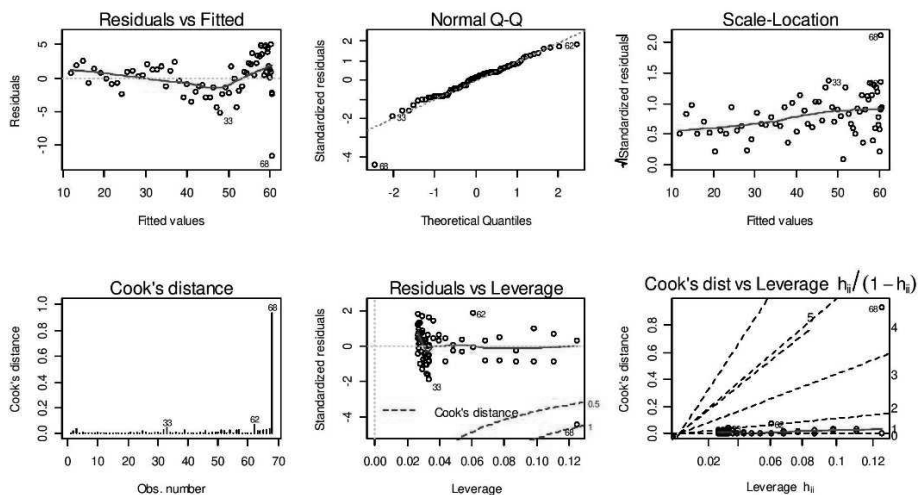 Residuals vs Fitted
Residuals
5
0
-5
-10
33
68
10 20 30 40 50 60
Fitted values
Normal Q-Q
Standardized residuals
2
0
-2
-4
62
33
68
-2 -1 0 1 2
Theoretical Quantiles
Scale-Location
√|Standardized residuals|
2.0
1.5
1.0
0.5
0.0
68
33
10 20 30 40 50 60
Fitted values
Cook's distance
Cook's distance
1.0
0.8
0.6
0.4
0.2
0.0
68
33
62
0 10 20 30 40 50 60 70
Obs. number
Residuals vs Leverage
Standardized residuals
2
0
-2
-4
62
33
Cook's distance
0.5
1
68
0.00 0.02 0.04 0.06 0.08 0.10 0.12
Leverage
Cook's dist vs Leverage hii/(1-hii)
Cook's distance
0.8
0.6
0.4
0.2
0.0
5
68
4
3
2
1
0
62
0.02 0.06 0.08 0.1 0.12
Leverage hii